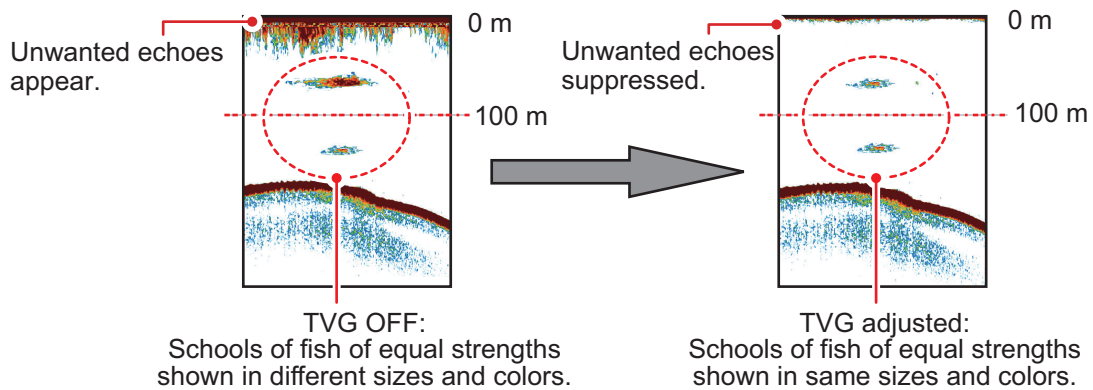 0 m
Unwanted echoes
appear.
100 m
TVG OFF:
Schools of fish of equal strengths
shown in different sizes and colors.
0 m
Unwanted echoes
suppressed.
100 m
TVG adjusted:
Schools of fish of equal strengths
shown in same sizes and colors.